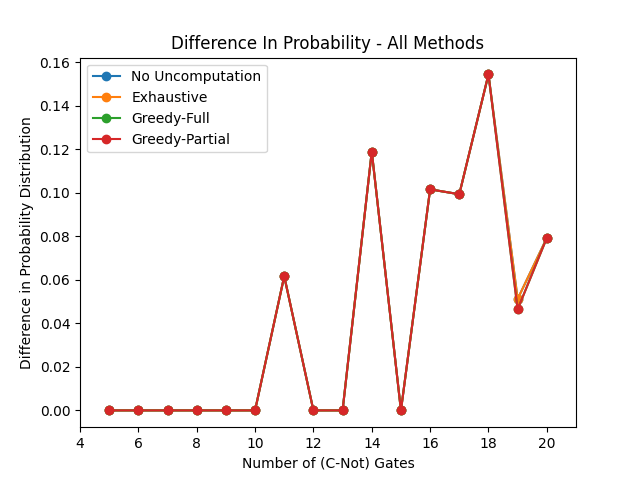 Difference In Probability - All Methods
No Uncomputation
Exhaustive
Greedy-Full
Greedy-Partial
Difference in Probability Distribution
0.16
0.14
0.12
0.10
0.08
0.06
0.04
0.02
0.00
4 6 8 10 12 14 16 18 20
Number of (C-Not) Gates